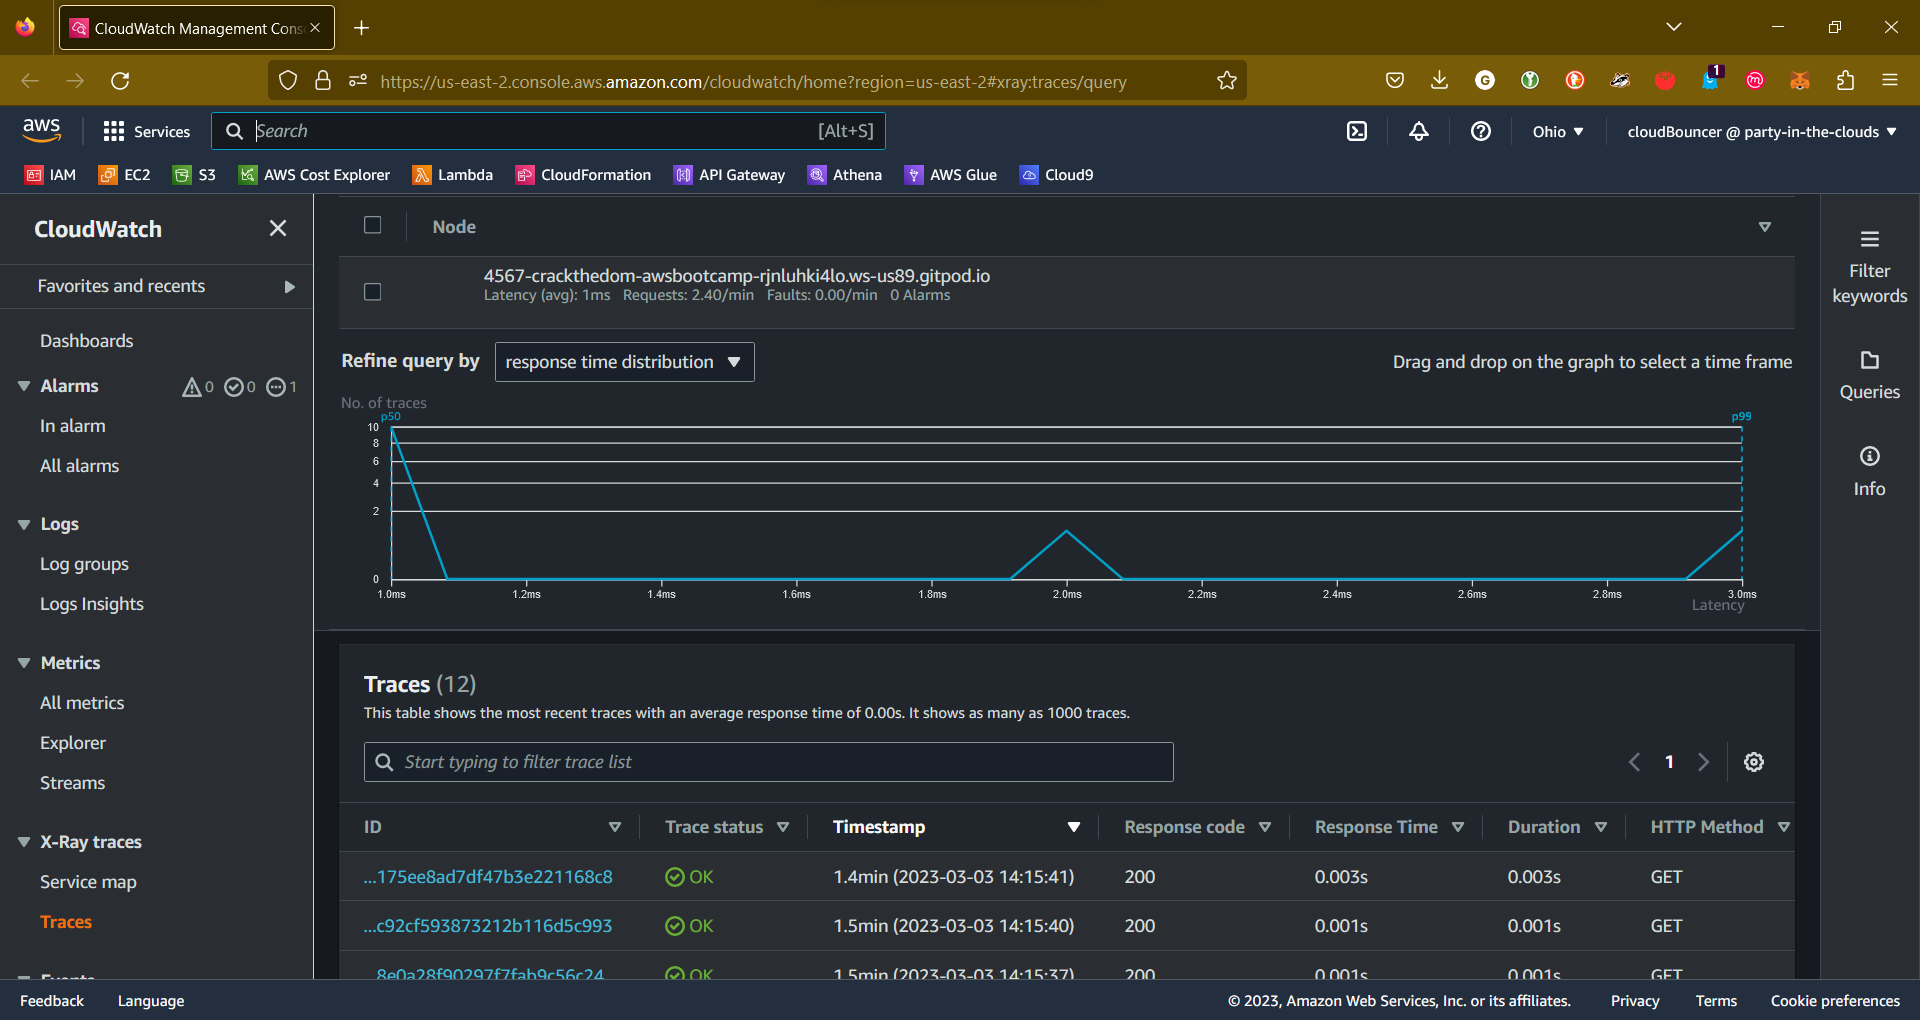 CloudWatch Management Cons
https://us-east-2.console.aws.amazon.com/cloudwatch/home?region=us-east-2#xray:traces/query
G
1
m
aws
Services
Search
[Alt+S]
Ohio
cloudBouncer @ party-in-the-clouds
IAM
EC2
S3
AWS Cost Explorer
Lambda
CloudFormation
API Gateway
Athena
AWS Glue
Cloud9
CloudWatch
Favorites and recents
Dashboards
Alarms
0
0
1
In alarm
All alarms
Logs
Log groups
Logs Insights
Metrics
All metrics
Explorer
Streams
X-Ray traces
Service map
Traces
Events
Node
4567-crackthedom-awsbootcamp-rjnluhki4lo.ws-us89.gitpod.io
Latency (avg): 1ms Requests: 2.40/min Faults: 0.00/min 0 Alarms
Refine query by
response time distribution
Drag and drop on the graph to select a time frame
No. of traces
p50
p99
10
8
6
4
2
0
1.0ms
1.2ms
1.4ms
1.6ms
1.8ms
2.0ms
2.2ms
2.4ms
2.6ms
2.8ms
3.0ms
Latency
Traces (12)
This table shows the most recent traces with an average response time of 0.00s. It shows as many as 1000 traces.
Start typing to filter trace list
1
ID
Trace status
Timestamp
Response code
Response Time
Duration
HTTP Method
...175ee8ad7df47b3e221168c8 OK 1.4min (2023-03-03 14:15:41) 200 0.003s 0.003s GET
...c92cf593873212b116d5c993 OK 1.5min (2023-03-03 14:15:40) 200 0.001s 0.001s GET
8e0a28f90297f7fab9c56c24 OK 1.5min (2023-03-03 14:15:37) 200 0.001s 0.001s GET
Filter
keywords
Queries
Info
Feedback
Language
© 2023, Amazon Web Services, Inc. or its affiliates.
Privacy
Terms
Cookie preferences